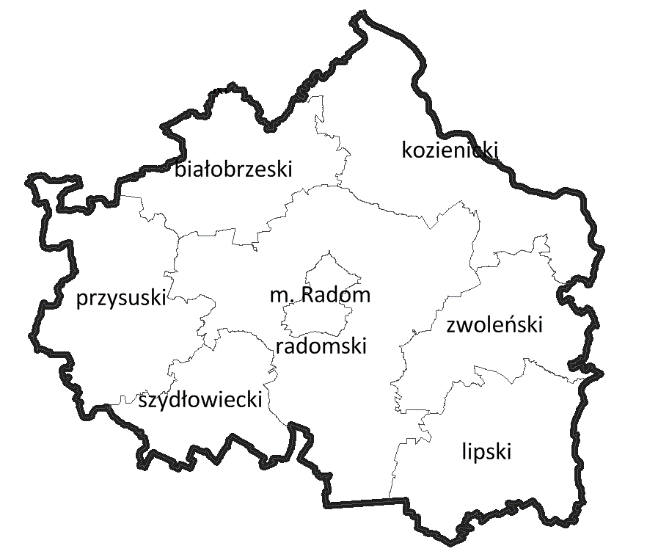 kozienicki
białobrzeski
przysuski
m. Radom
zwoleński
radomski
szydłowiecki
lipski